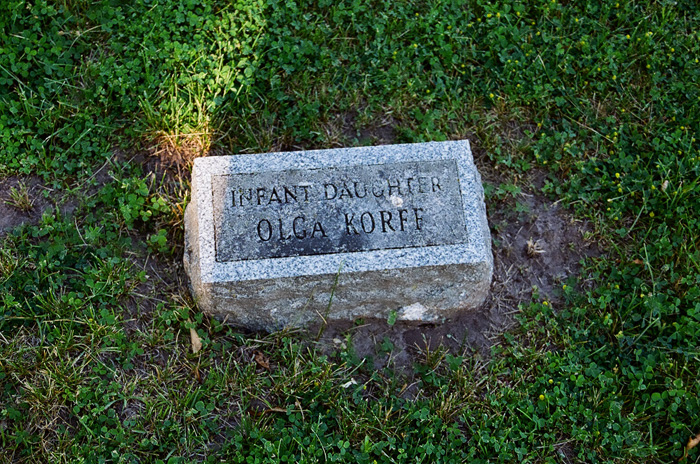 INFANT DAUGHTER
OLGA KORFF